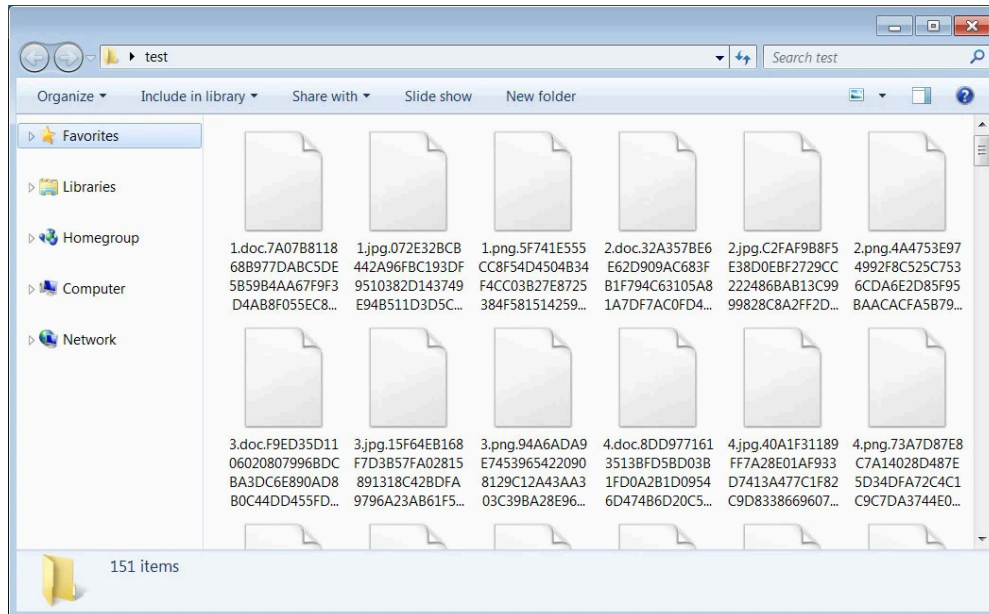 test
Search test
Organize
Include in library
Share with
Slide show
New folder
Favorites
Libraries
Homegroup
Computer
Network
1.doc.7A07B8118
68B977DABC5DE
5B59B4AA67F9F3
D4AB8F055EC8...
1.jpg.072E32BCB
442A96FBC193DF
9510382D143749
E94B511D3D5C...
1.png.5F741E555
CC8F54D4504B34
F4CC03B27E8725
384F581514259...
2.doc.32A357BE6
E62D909AC683F
B1F794C63105A8
1A7DF7AC0FD4...
2.jpg.C2FAF9B8F5
E38D0EBF2729CC
222486BAB13C99
99828C8A2FF2D...
2.png.4A4753E97
4992F8C525C753
6CDA6E2D85F95
BAACACFA5B79...
3.doc.F9ED35D11
06020807996BDC
BA3DC6E890AD8
B0C44DD455FD...
3.jpg.15F64EB168
F7D3B57FA02815
891318C42BDFA
9796A23AB61F5...
3.png.94A6ADA9
E7453965422090
8129C12A43AA3
03C39BA28E96...
4.doc.8DD977161
3513BFD5BD03B
1FD0A2B1D0954
6D474B6D20C5...
4.jpg.40A1F31189
FF7A28E01AF933
D7413A477C1F82
C9D8338669607...
4.png.73A7D87E8
C7A14028D487E
5D34DFA72C4C1
C9C7DA3744E0...
151 items